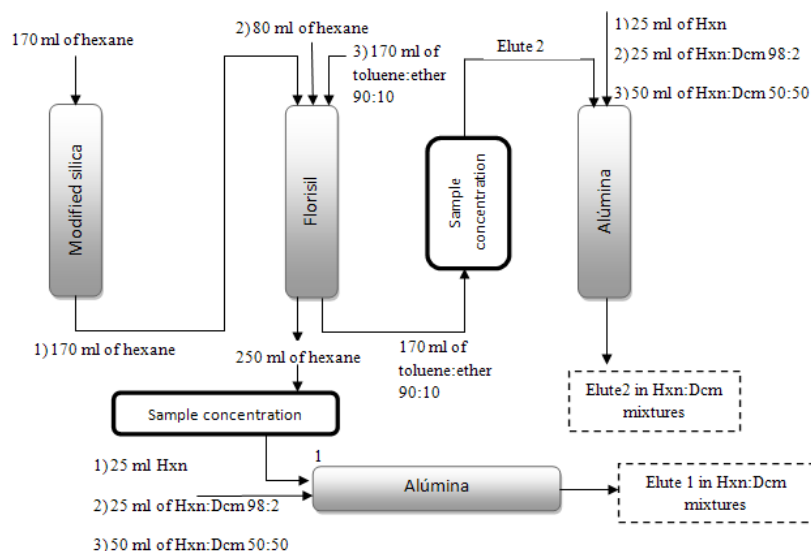 170 ml of hexane
Modified silica
1) 170 ml of hexane
2) 80 ml of hexane
3) 170 ml of
toluene:ether
90:10
Florisil
250 ml of hexane
170 ml of
toluene:ether
90:10
Sample
concentration
Elute 2
1) 25 ml of Hxn
2) 25 ml of Hxn:Dcm 98:2
3) 50 ml of Hxn:Dcm 50:50
Alúmina
Elute2 in Hxn:Dcm
mixtures
Sample concentration
1) 25 ml Hxn
2) 25 ml of Hxn:Dcm 98:2
3) 50 ml of Hxn:Dcm 50:50
1
Alúmina
Elute 1 in Hxn:Dcm
mixtures